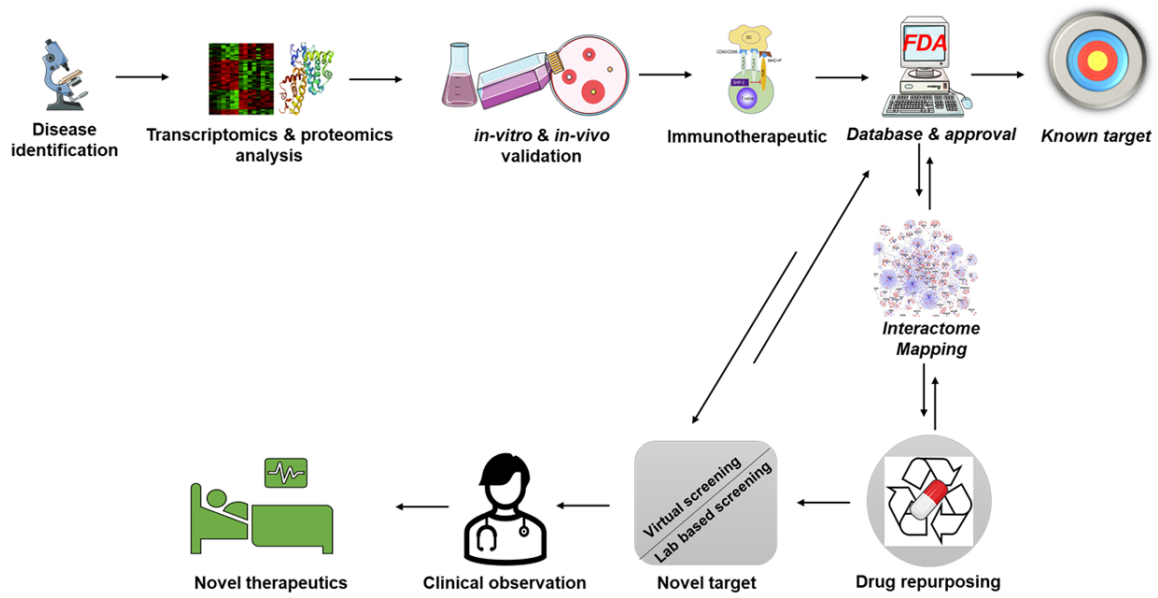 FDA
Disease
identification
Transcriptomics & proteomics
analysis
in-vitro & in-vivo
validation
Immunotherapeutic
Database & approval
Known target
Interactome
Mapping
Virtual screening
Lab based screening
Novel therapeutics
Clinical observation
Novel target
Drug repurposing